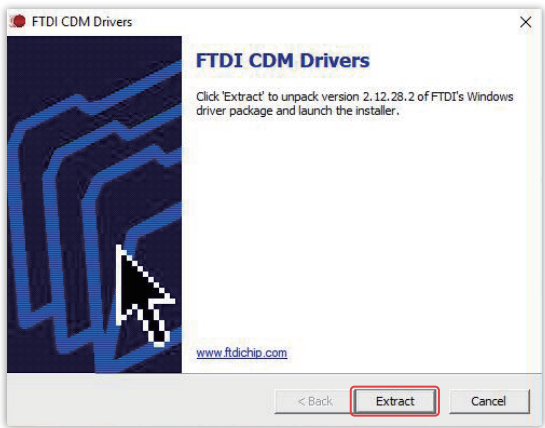 FTDI CDM Drivers
FTDI CDM Drivers
Click 'Extract' to unpack version 2.12.28.2 of FTDI's Windows
driver package and launch the installer.
www.ftdichip.com
< Back Extract Cancel